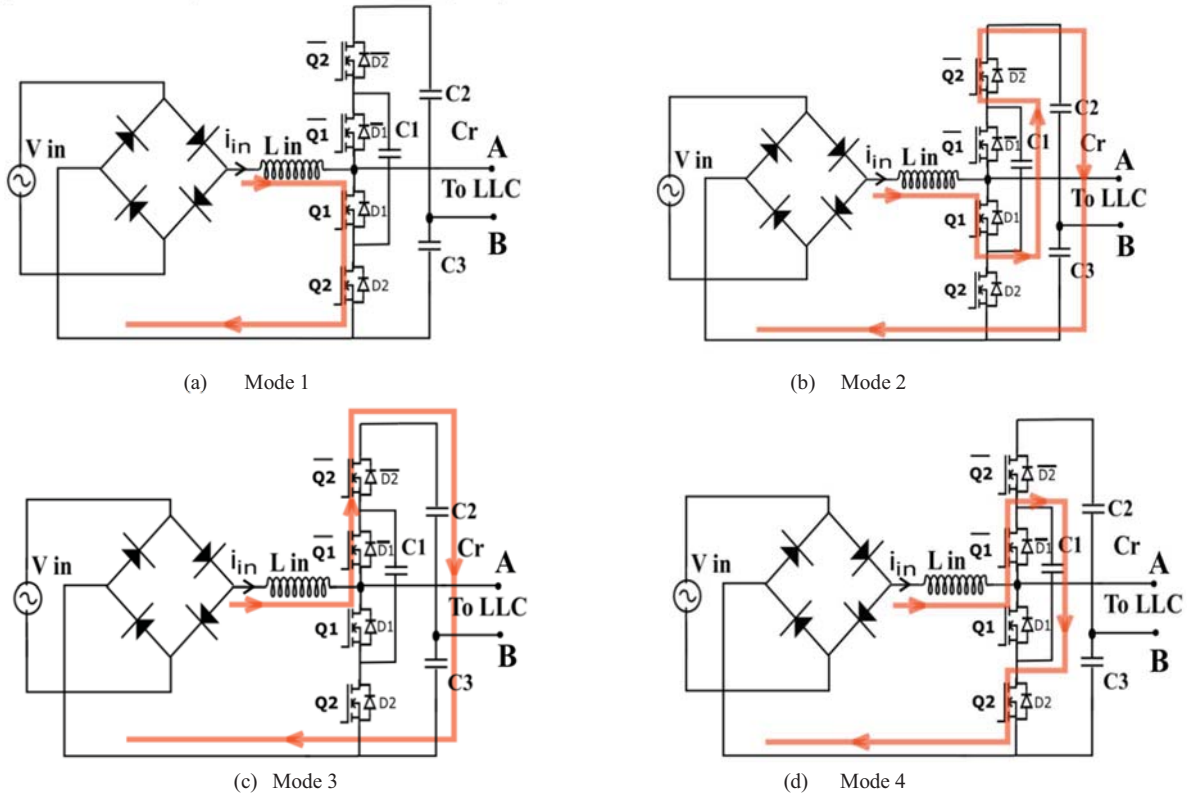 Q2 D2
C2
Q1 D1 C1 Cr
V in i in L in A
To LLC
Q1 D1
B
C3
Q2 D2
(a) Mode 1
Q2 D2
C2
Q1 D1 C1 Cr
V in i in L in A
To LLC
Q1 D1
B
C3
Q2 D2
(b) Mode 2
Q2 D2
C2
Q1 D1 C1 Cr
V in i in L in A
To LLC
Q1 D1
B
C3
Q2 D2
(c) Mode 3
Q2 D2
C2
Q1 D1 C1 Cr
V in i in L in A
To LLC
Q1 D1
B
C3
Q2 D2
(d) Mode 4